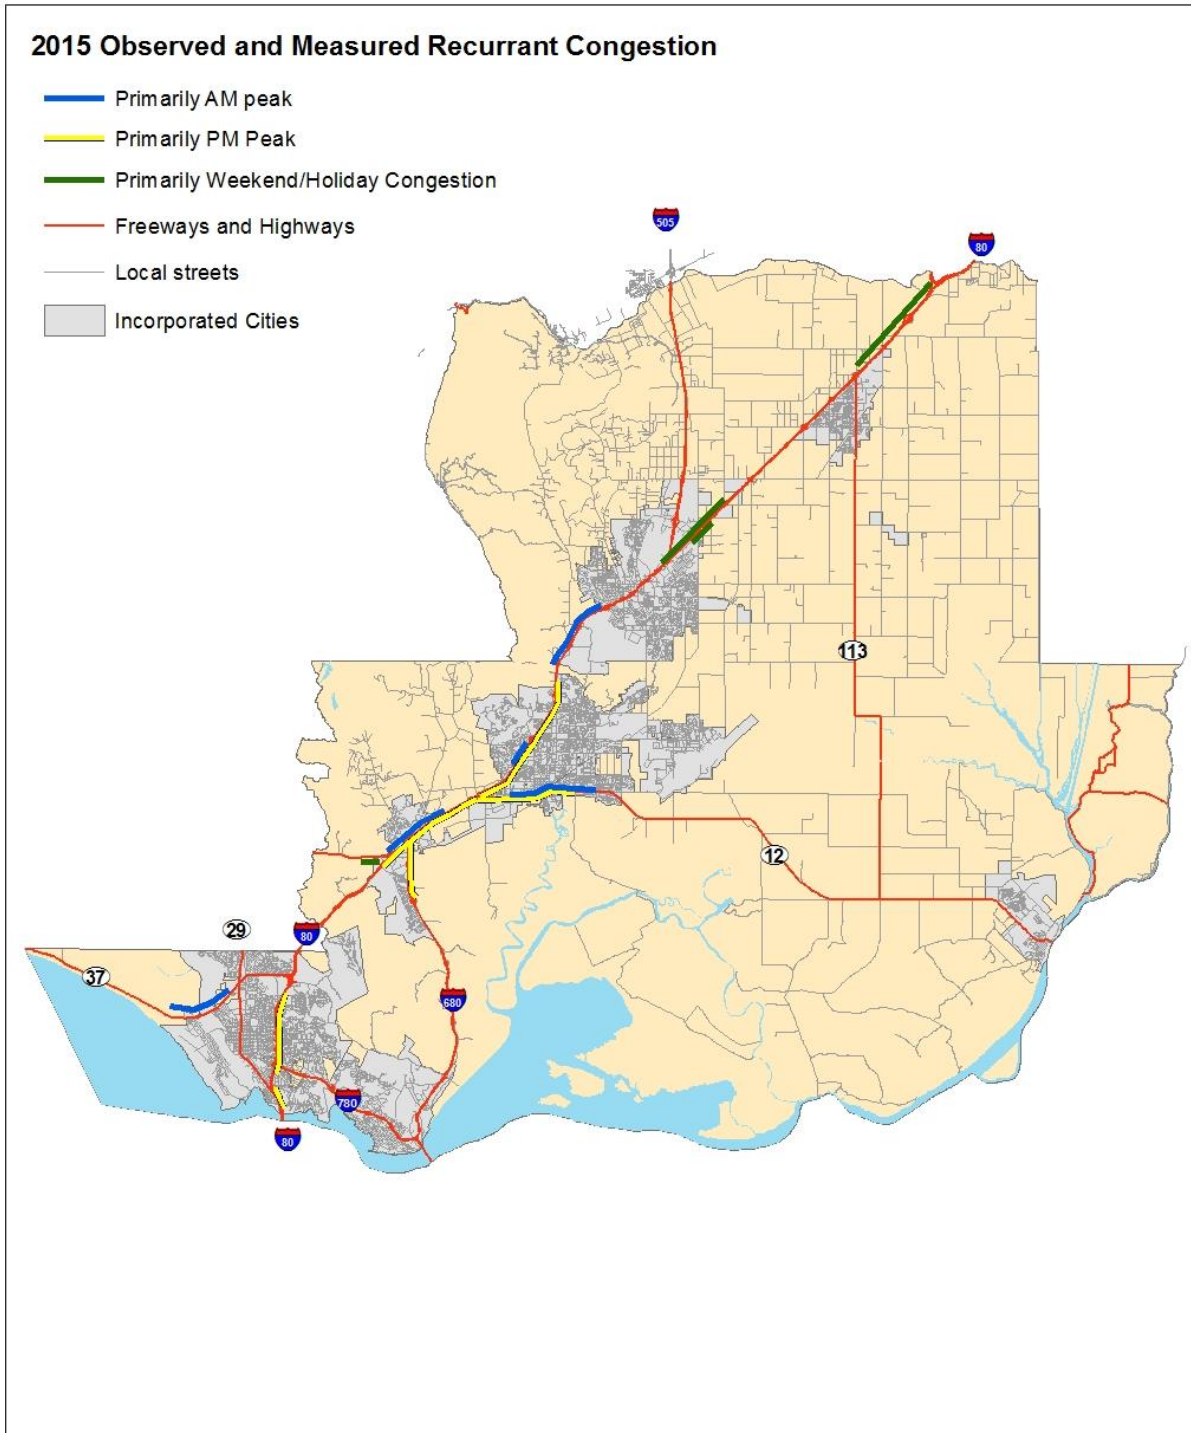 2015 Observed and Measured Recurrant Congestion
Primarily AM peak
Primarily PM Peak
Primarily Weekend/Holiday Congestion
Freeways and Highways
Local streets
Incorporated Cities
505
80
113
12
29
80
37
680
780
80